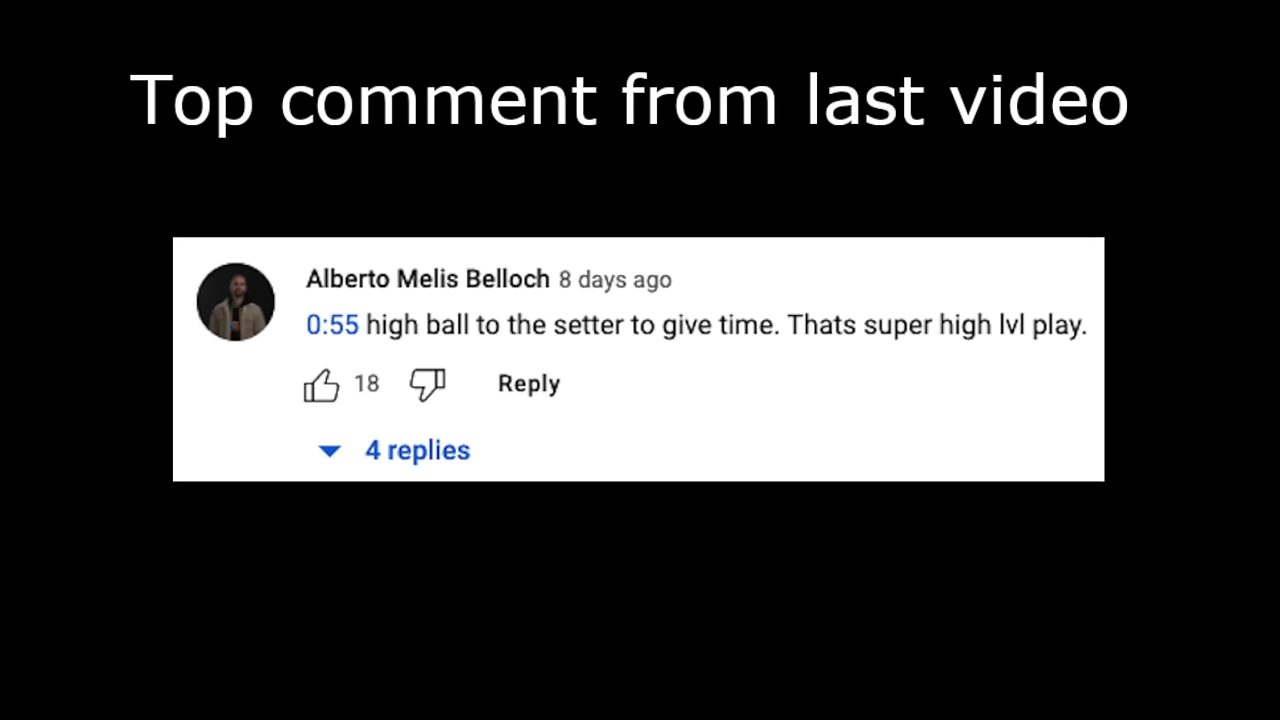 Top comment from last video
Alberto Melis Belloch 8 days ago
0:55 high ball to the setter to give time. Thats super high lvl play.
18 Reply
4 replies